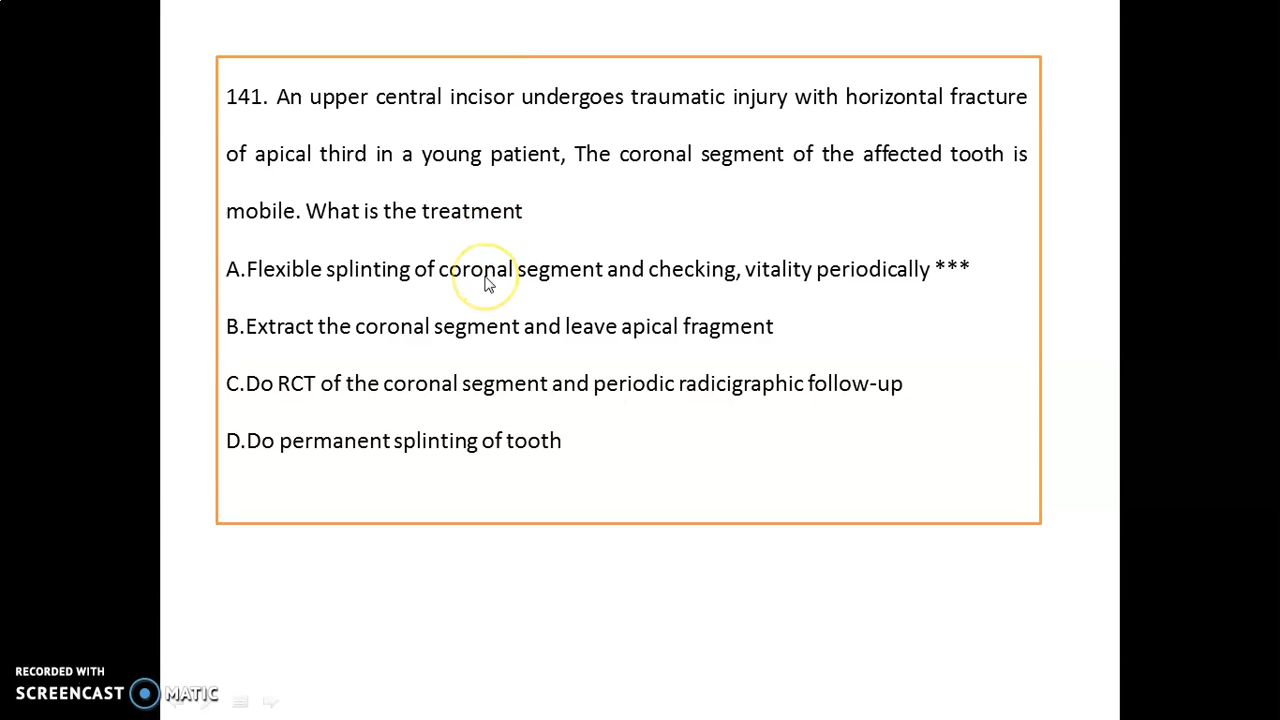 141. An upper central incisor undergoes traumatic injury with horizontal fracture
of apical third in a young patient, The coronal segment of the affected tooth is
mobile. What is the treatment
A.Flexible splinting of coronal segment and checking, vitality periodically ***
B.Extract the coronal segment and leave apical fragment
C.Do RCT of the coronal segment and periodic radicigraphic follow-up
D.Do permanent splinting of tooth
RECORDED WITH
SCREENCAST MATIC